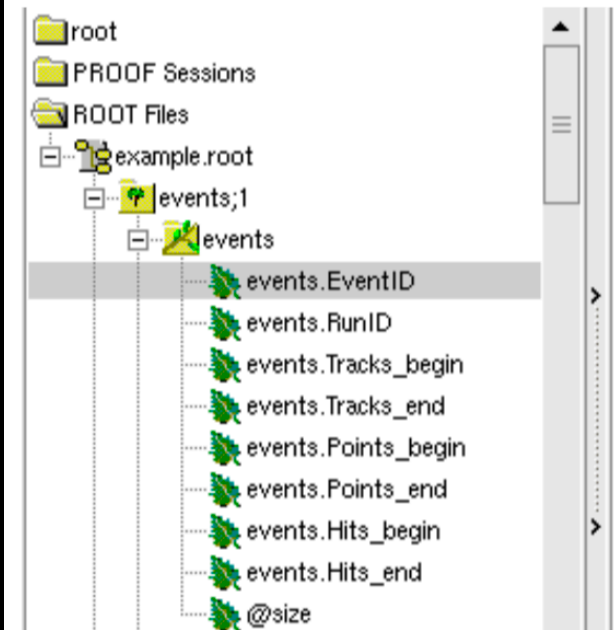 root
PROOF Sessions
ROOT Files
example.root
events;1
events
events.EventID
events.RunID
events.Tracks_begin
events.Tracks_end
events.Points_begin
events.Points_end
events.Hits_begin
events.Hits_end
@size